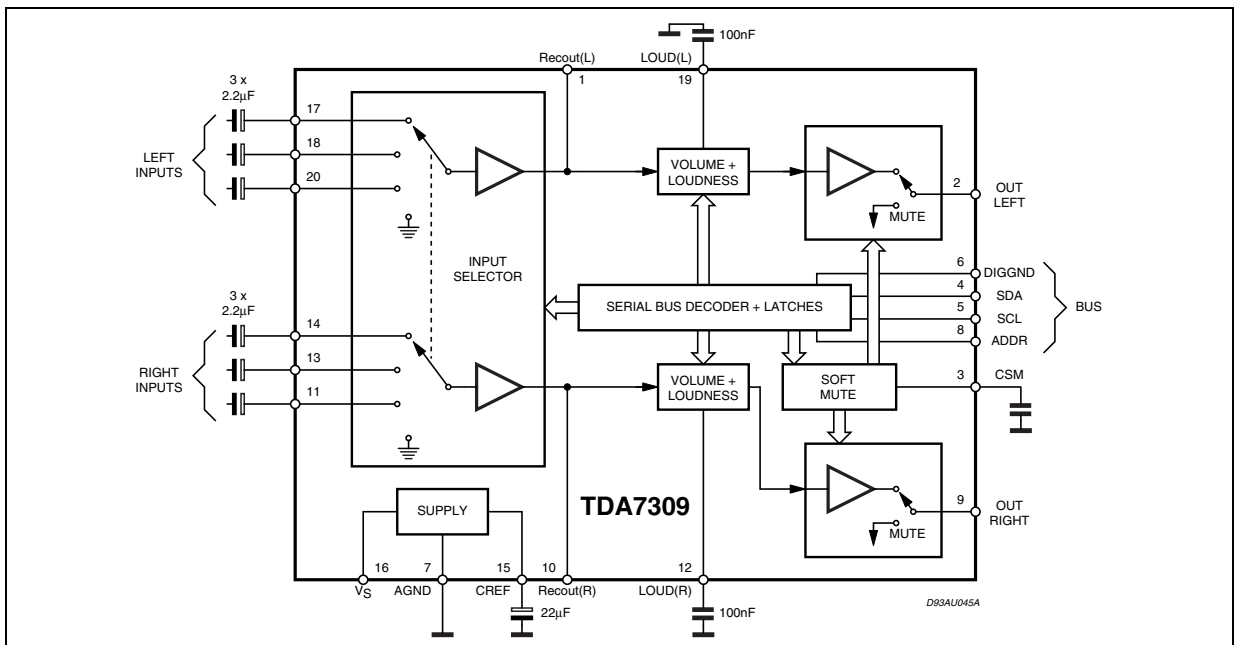 100nF
Recout(L)
LOUD(L)
1
19
3 x
2.2µF
17
18
20
LEFT
INPUTS
VOLUME +
LOUDNESS
2
OUT
LEFT
MUTE
INPUT
SELECTOR
6
DIGGND
4
SDA
5
SCL
8
ADDR
BUS
SERIAL BUS DECODER + LATCHES
3 x
2.2µF
14
13
11
RIGHT
INPUTS
VOLUME +
LOUDNESS
SOFT
MUTE
3
CSM
TDA7309
SUPPLY
9
OUT
RIGHT
MUTE
16
7
15
10
12
VS
AGND
CREF
Recout(R)
LOUD(R)
22µF
100nF
D93AU045A